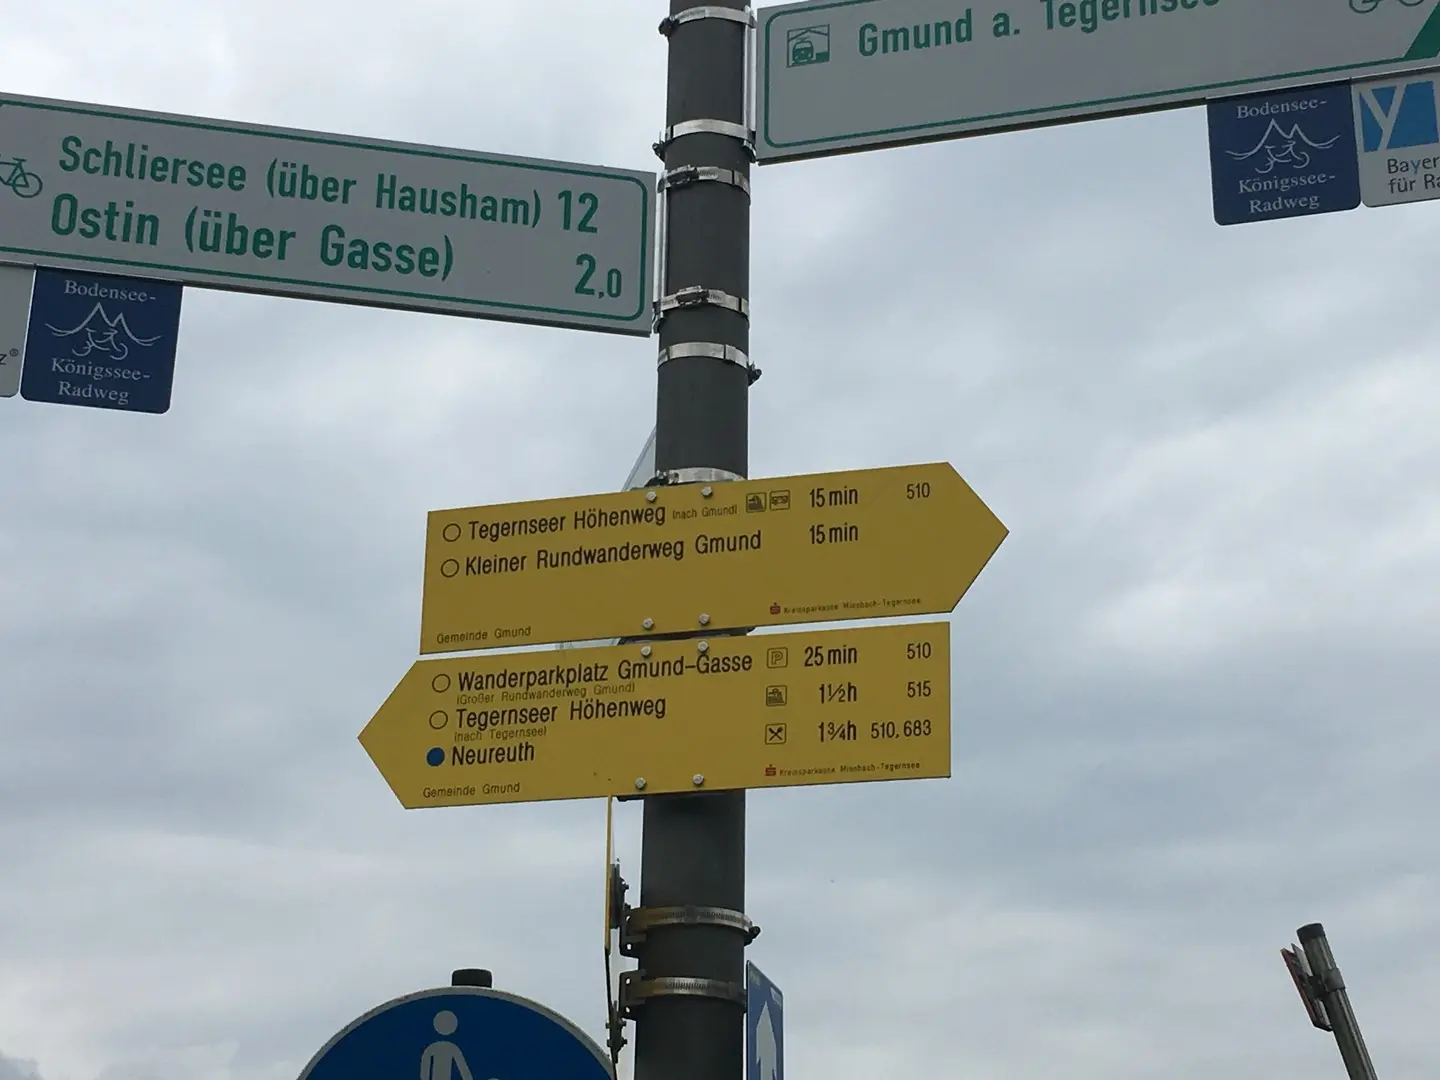 Gmund a. Tegernsee
Bodensee-
Königssee-
Radweg
Bayer
für Ra
Schliersee (über Hausham) 12
Ostin (über Gasse) 2,0
z®
Bodensee-
Königssee-
Radweg
Tegernseer Höhenweg (nach Gmund) 15 min 510
Kleiner Rundwanderweg Gmund 15 min
Kreissparkasse Miesbach-Tegernsee
Gemeinde Gmund
Wanderparkplatz Gmund-Gasse P 25 min 510
(Großer Rundwanderweg Gmund)
Tegernseer Höhenweg 1½h 515
(nach Tegernsee)
Neureuth 1¾h 510, 683
Kreissparkasse Miesbach-Tegernsee
Gemeinde Gmund